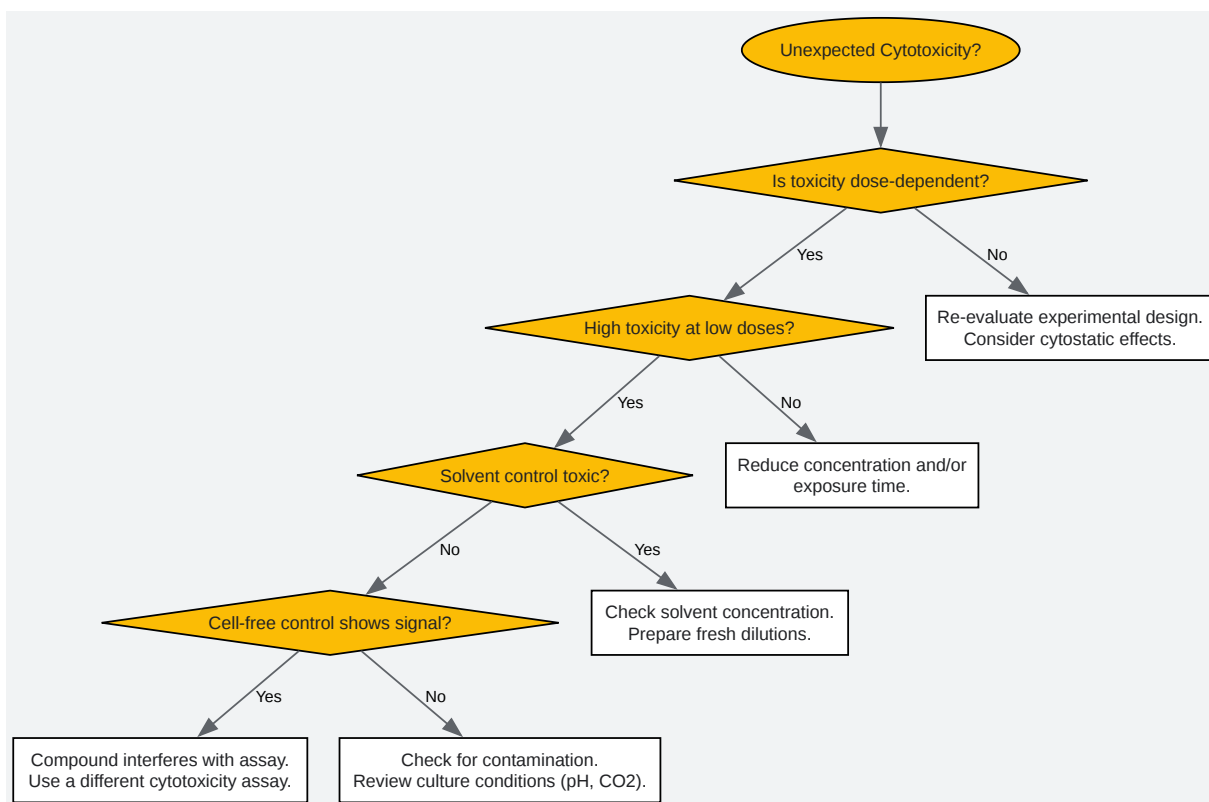 Unexpected Cytotoxicity?
Is toxicity dose-dependent?
Yes
No
High toxicity at low doses?
Re-evaluate experimental design.
Consider cytostatic effects.
Yes
No
Solvent control toxic?
Reduce concentration and/or
exposure time.
No
Yes
Cell-free control shows signal?
Check solvent concentration.
Prepare fresh dilutions.
Yes
No
Compound interferes with assay.
Use a different cytotoxicity assay.
Check for contamination.
Review culture conditions (pH, CO2).